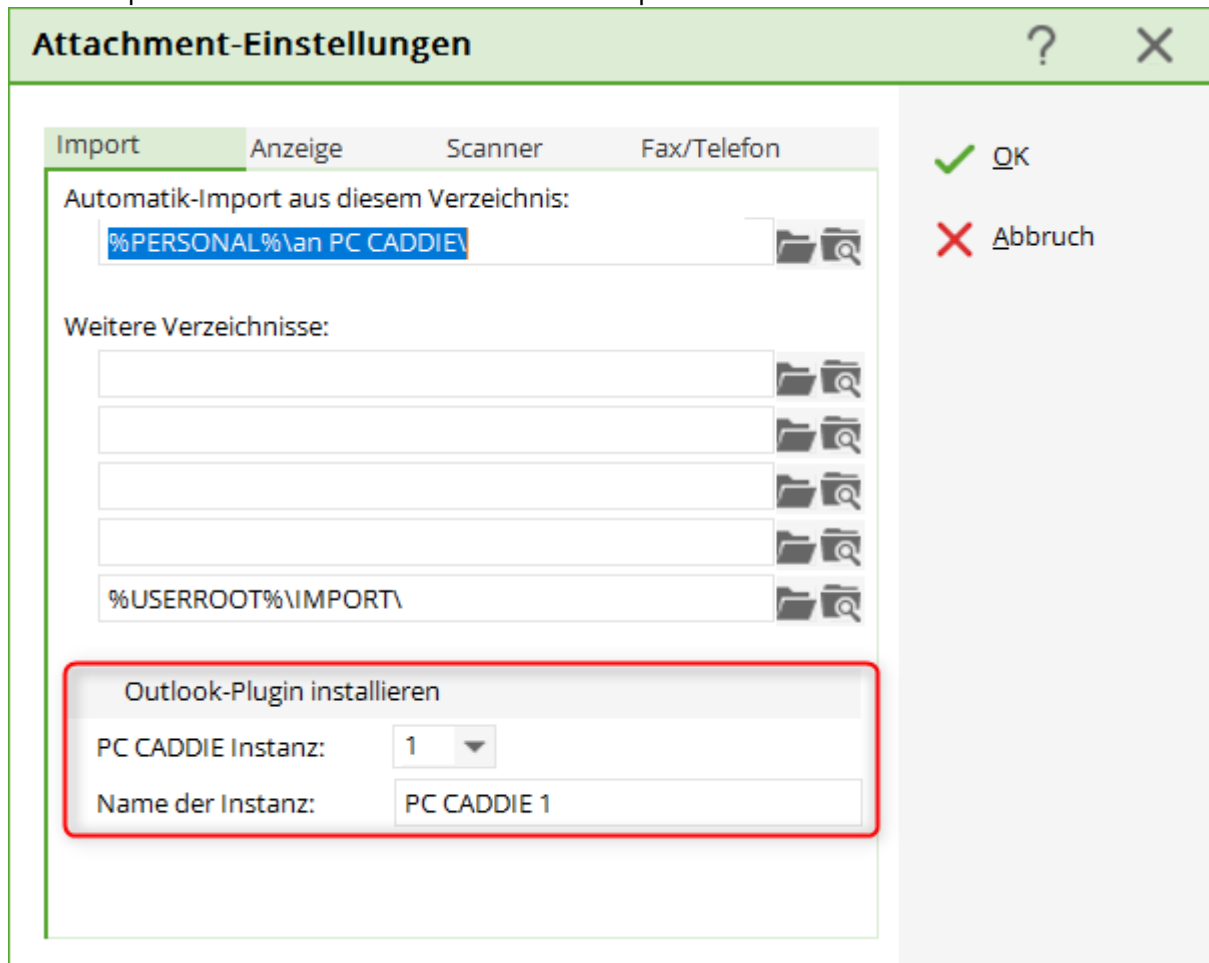 Attachment-Einstellungen ?
Import Anzeige Scanner Fax/Telefon
OK
Automatik-Import aus diesem Verzeichnis:
%PERSONAL%\an PC CADDIE\
Abbruch
Weitere Verzeichnisse:
%USERROOT%\IMPORT\
Outlook-Plugin installieren
PC CADDIE Instanz: 1
Name der Instanz: PC CADDIE 1